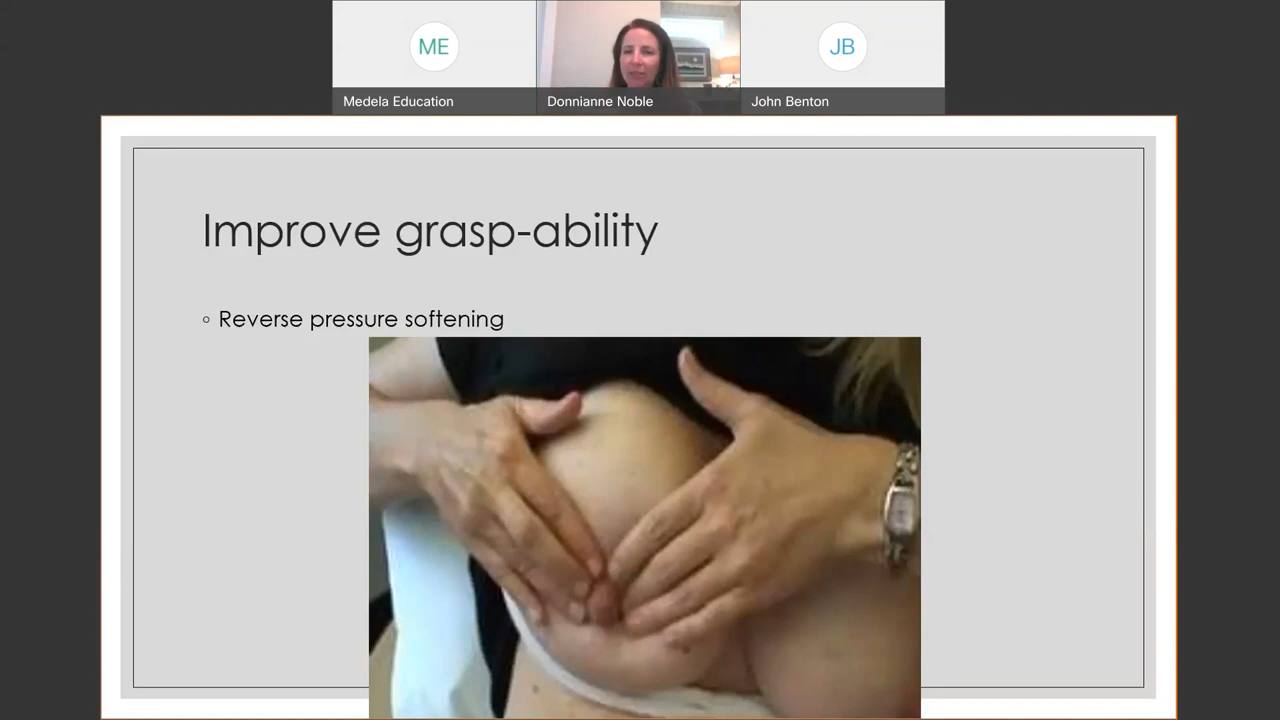 ME
JB
Medela Education
Donnianne Noble
John Benton
Improve grasp-ability
Reverse pressure softening